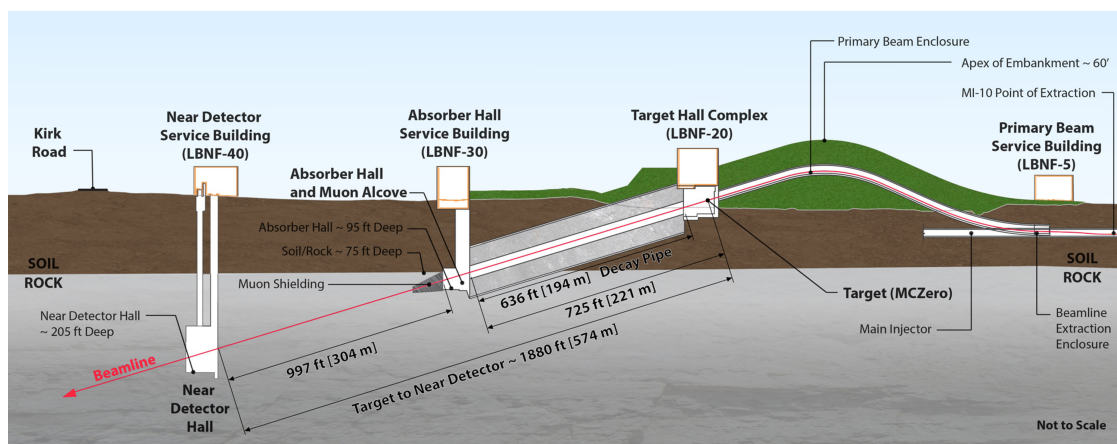 Primary Beam Enclosure
Apex of Embankment ~ 60'
MI-10 Point of Extraction
Kirk
Road
Near Detector
Service Building
(LBNF-40)
Absorber Hall
Service Building
(LBNF-30)
Target Hall Complex
(LBNF-20)
Primary Beam
Service Building
(LBNF-5)
Absorber Hall
and Muon Alcove
Absorber Hall ~ 95 ft Deep
Soil/Rock ~ 75 ft Deep
SOIL
ROCK
Muon Shielding
636 ft [194 m] Decay Pipe
725 ft [221 m]
SOIL
ROCK
Target (MCZero)
Near Detector Hall
~ 205 ft Deep
Main Injector
Beamline
Extraction
Enclosure
Beamline
997 ft [304 m]
Target to Near Detector ~ 1880 ft [574 m]
Near
Detector
Hall
Not to Scale